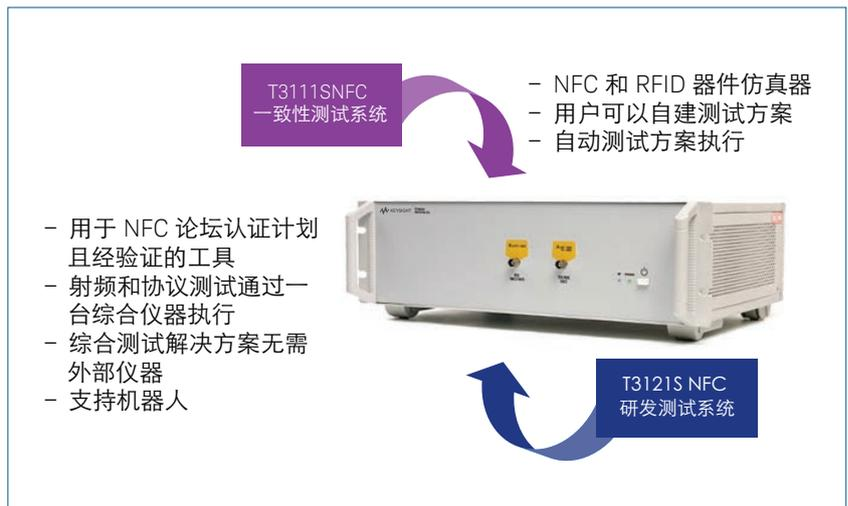 T3111SNFC
一致性测试系统
– NFC 和 RFID 器件仿真器
– 用户可以自建测试方案
– 自动测试方案执行
– 用于 NFC 论坛认证计划
且经验证的工具
– 射频和协议测试通过一
台综合仪器执行
– 综合测试解决方案无需
外部仪器
– 支持机器人
KEYSIGHT
T3121S NFC
研发测试系统